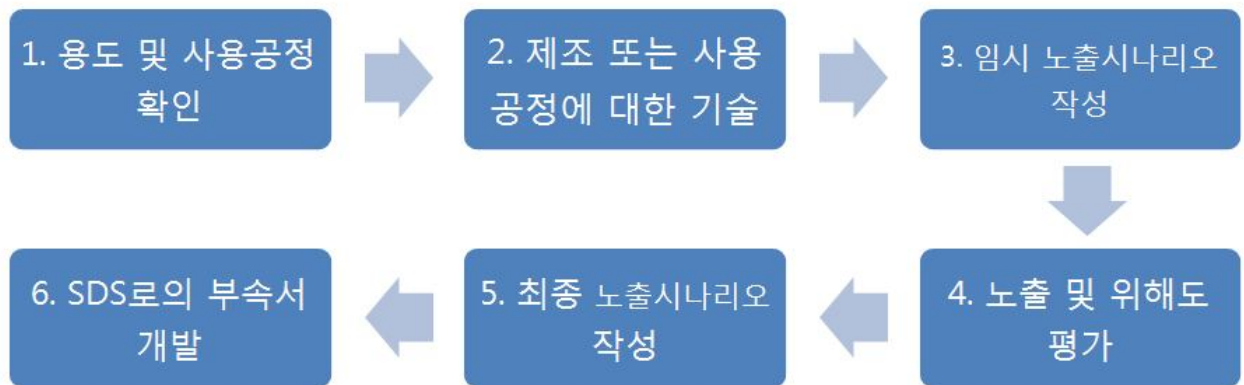 1. 용도 및 사용공정
확인
2. 제조 또는 사용
공정에 대한 기술
3. 임시 노출시나리오
작성
4. 노출 및 위해도
평가
5. 최종 노출시나리오
작성
6. SDS로의 부속서
개발